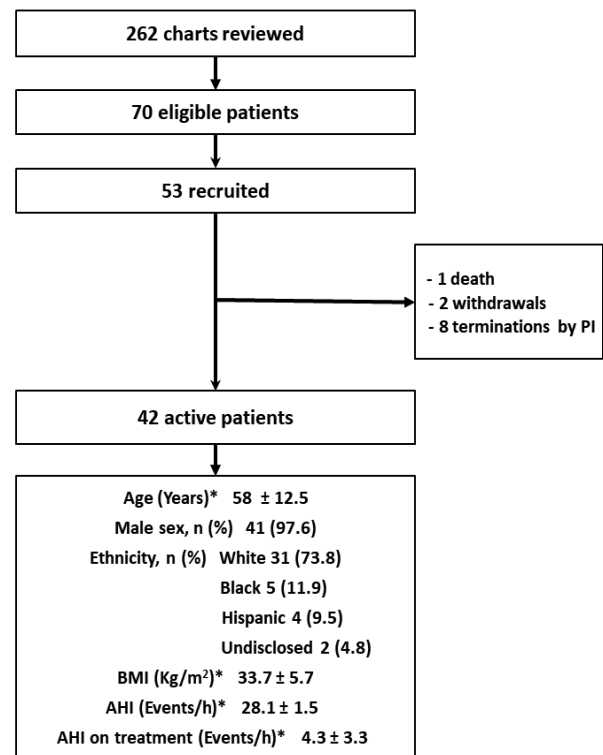 262 charts reviewed
70 eligible patients
53 recruited
- 1 death
- 2 withdrawals
- 8 terminations by PI
42 active patients
Age (Years)* 58 ± 12.5
Male sex, n (%) 41 (97.6)
Ethnicity, n (%) White 31 (73.8)
Black 5 (11.9)
Hispanic 4 (9.5)
Undisclosed 2 (4.8)
BMI (Kg/m²)* 33.7 ± 5.7
AHI (Events/h)* 28.1 ± 1.5
AHI on treatment (Events/h)* 4.3 ± 3.3